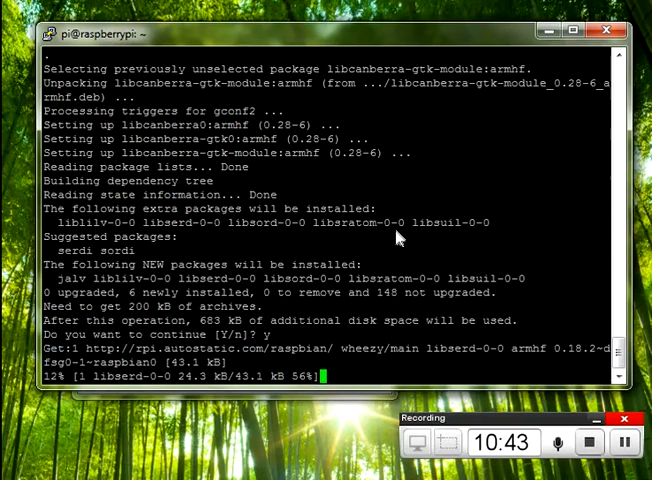 pi@raspberrypi: ~
.
Selecting previously unselected package libcanberra-gtk-module:armhf.
Unpacking libcanberra-gtk-module:armhf (from .../libcanberra-gtk-module_0.28-6_a
rmhf.deb) ...
Processing triggers for gconf2 ...
Setting up libcanberra0:armhf (0.28-6) ...
Setting up libcanberra-gtk0:armhf (0.28-6) ...
Setting up libcanberra-gtk-module:armhf (0.28-6) ...
Reading package lists... Done
Building dependency tree
Reading state information... Done
The following extra packages will be installed:
liblilv-0-0 libserd-0-0 libsord-0-0 libsratom-0-0 libsuil-0-0
Suggested packages:
serdi sordi
The following NEW packages will be installed:
jalv liblilv-0-0 libserd-0-0 libsord-0-0 libsratom-0-0 libsuil-0-0
0 upgraded, 6 newly installed, 0 to remove and 148 not upgraded.
Need to get 200 kB of archives.
After this operation, 683 kB of additional disk space will be used.
Do you want to continue [Y/n]? y
Get:1 http://rpi.autostatic.com/raspbian/ wheezy/main libserd-0-0 armhf 0.18.2~d
fsg0-1~raspbian0 [43.1 kB]
12% [1 libserd-0-0 24.3 kB/43.1 kB 56%]
Recording
10:43